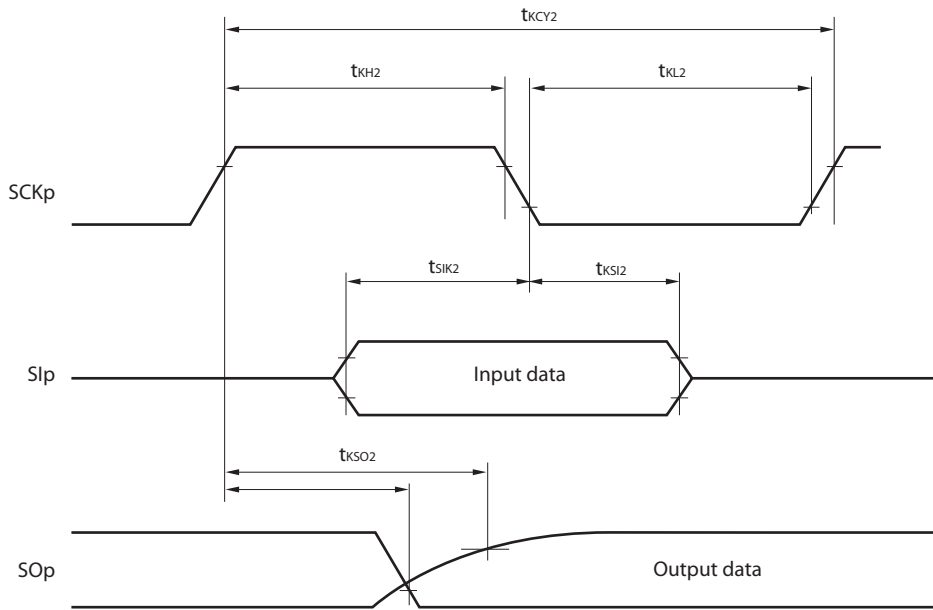 tKCY2
tKH2
tKL2
SCKp
tSIK2
tKSI2
SIp
Input data
tKSO2
SOp
Output data